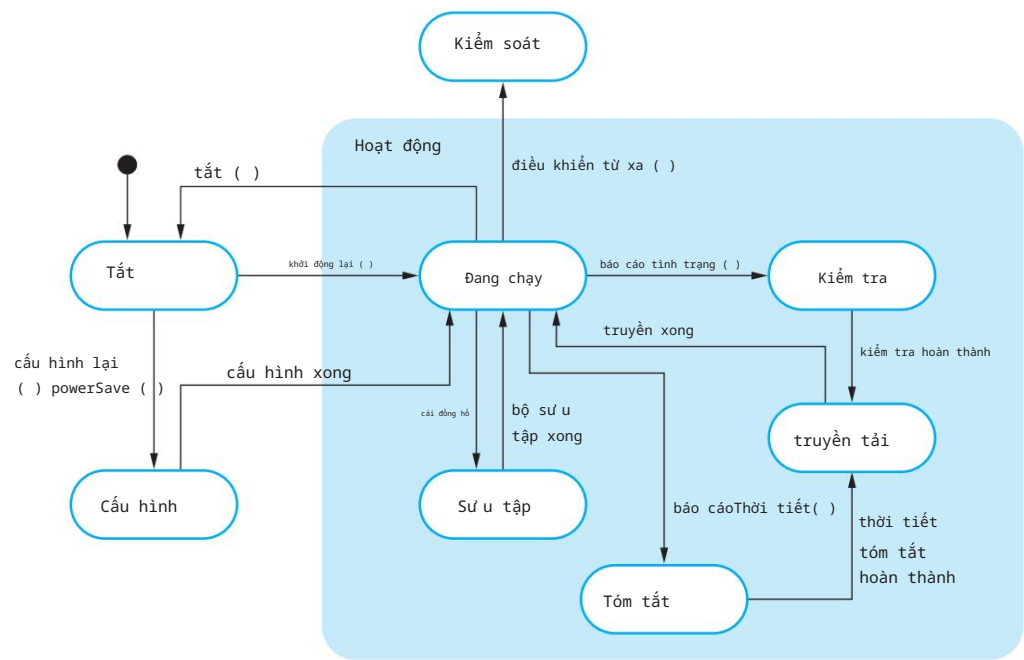 Kiểm soát
Hoạt động
điều khiển từ xa ( )
tắt ( )
Tắt
khởi động lại ( )
Đang chạy
báo cáo tình trạng ( )
Kiểm tra
truyền xong
kiểm tra hoàn thành
cấu hình lại
( ) powerSave ( )
cấu hình xong
cái đồng hồ
bộ sư u
tập xong
truyền tải
Cấu hình
Sư u tập
báo cáoThời tiết( )
thời tiết
tóm tắt
hoàn thành
Tóm tắt